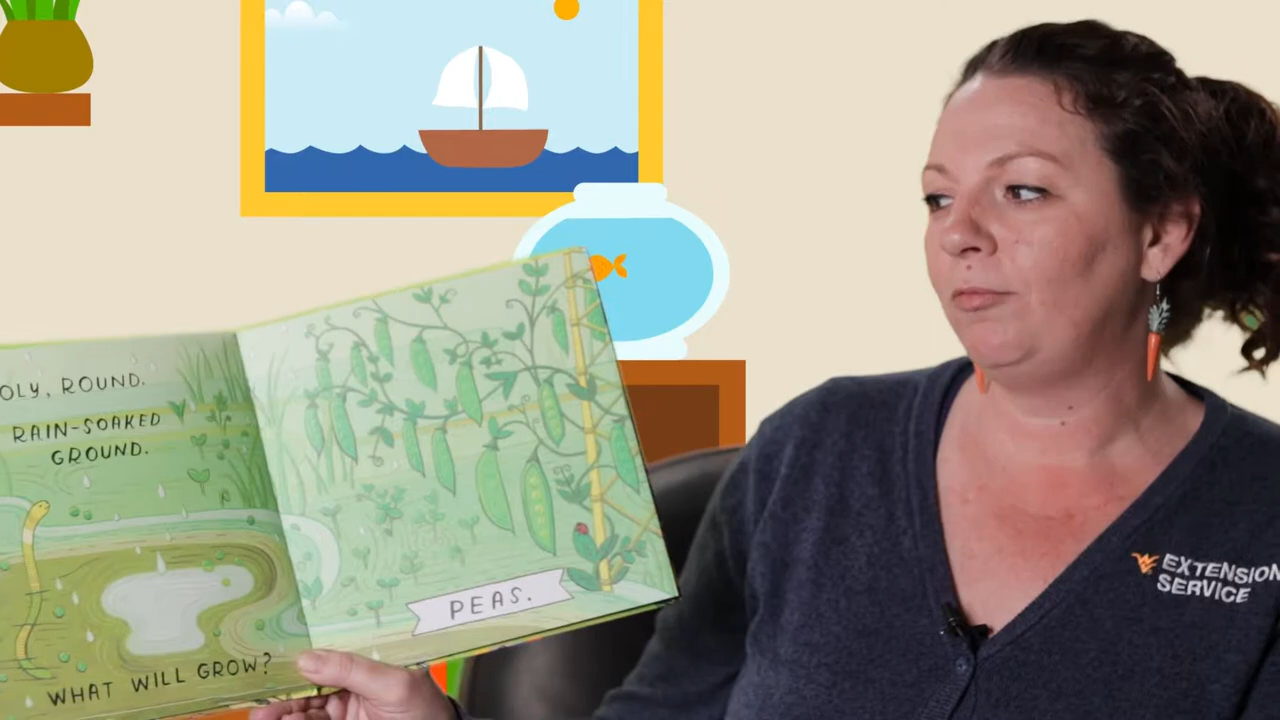 OLY, ROUND.
RAIN-SOAKED
GROUND.
WHAT WILL GROW?
PEAS.
EXTENSION
SERVICE